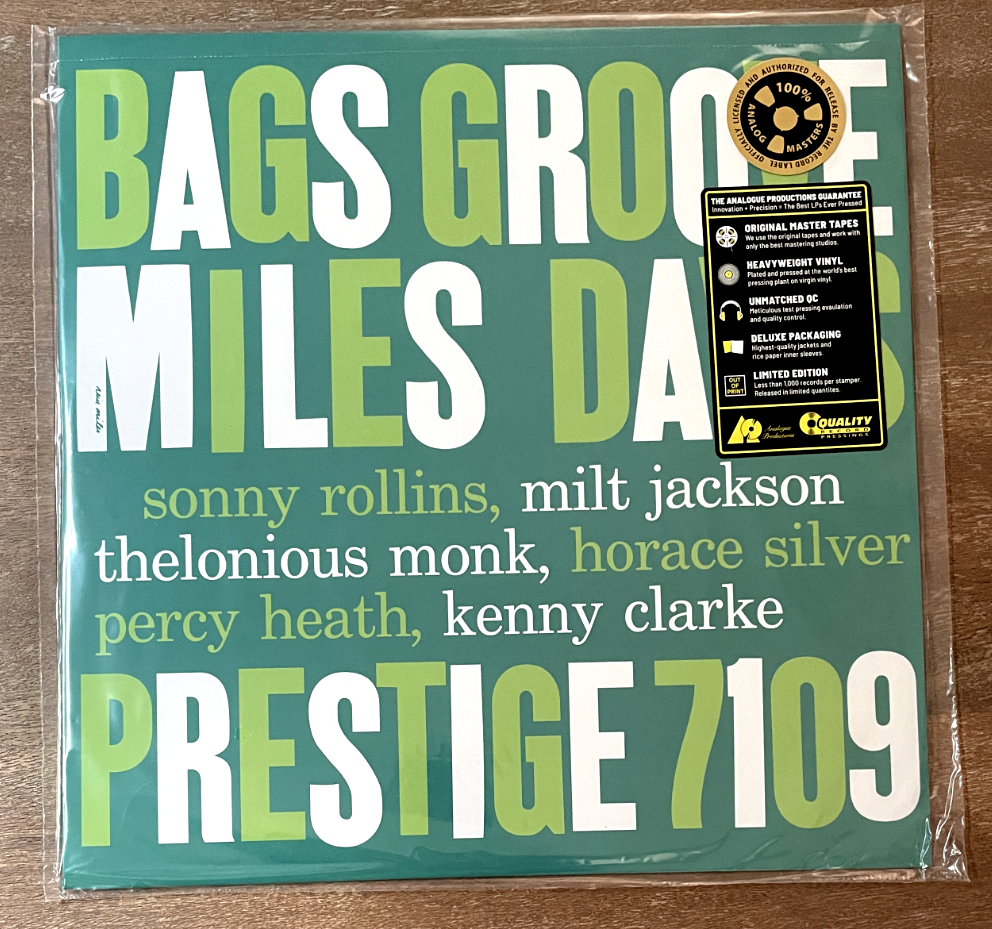 BAGS GROOVE
MILES DAVIS
reid miles
sonny rollins, milt jackson
thelonious monk, horace silver
percy heath, kenny clarke
PRESTIGE 7109
OFFICIALLY LICENSED AND AUTHORIZED FOR RELEASE BY THE RECORD LABEL
100%
ANALOG MASTERS
THE ANALOGUE PRODUCTIONS GUARANTEE
Innovation + Precision = The Best LPs Ever Pressed
ORIGINAL MASTER TAPES
We use the original tapes and work with
only the best mastering studios.
HEAVYWEIGHT VINYL
Plated and pressed at the world's best
pressing plant on virgin vinyl.
UNMATCHED QC
Meticulous test pressing evaulation
and quality control.
DELUXE PACKAGING
Highest-quality jackets and
rice paper inner sleeves.
OUT
OF
PRINT
LIMITED EDITION
Less than 1,000 records per stamper.
Released in limited quantites.
Analogue
Productions
QUALITY
RECORD
PRESSINGS